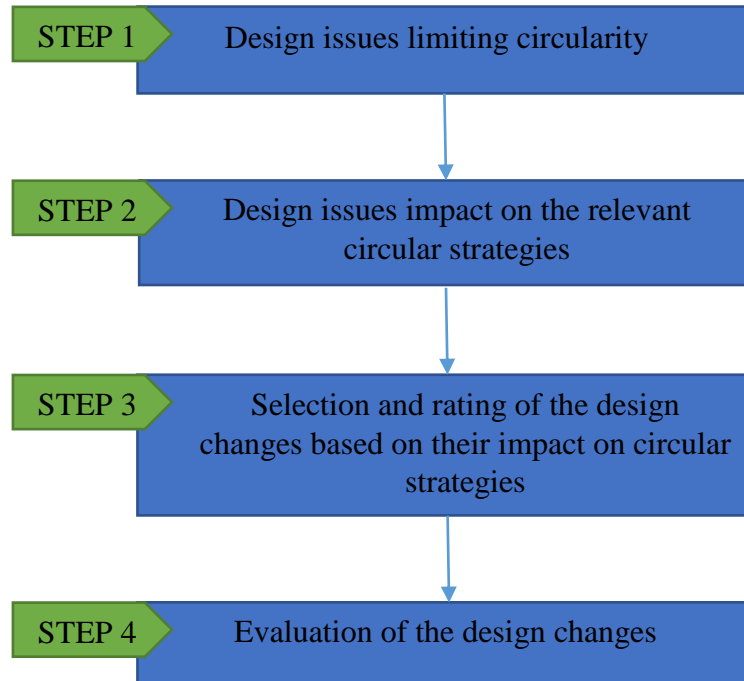 STEP 1
Design issues limiting circularity
STEP 2
Design issues impact on the relevant
circular strategies
STEP 3
Selection and rating of the design
changes based on their impact on circular
strategies
STEP 4
Evaluation of the design changes